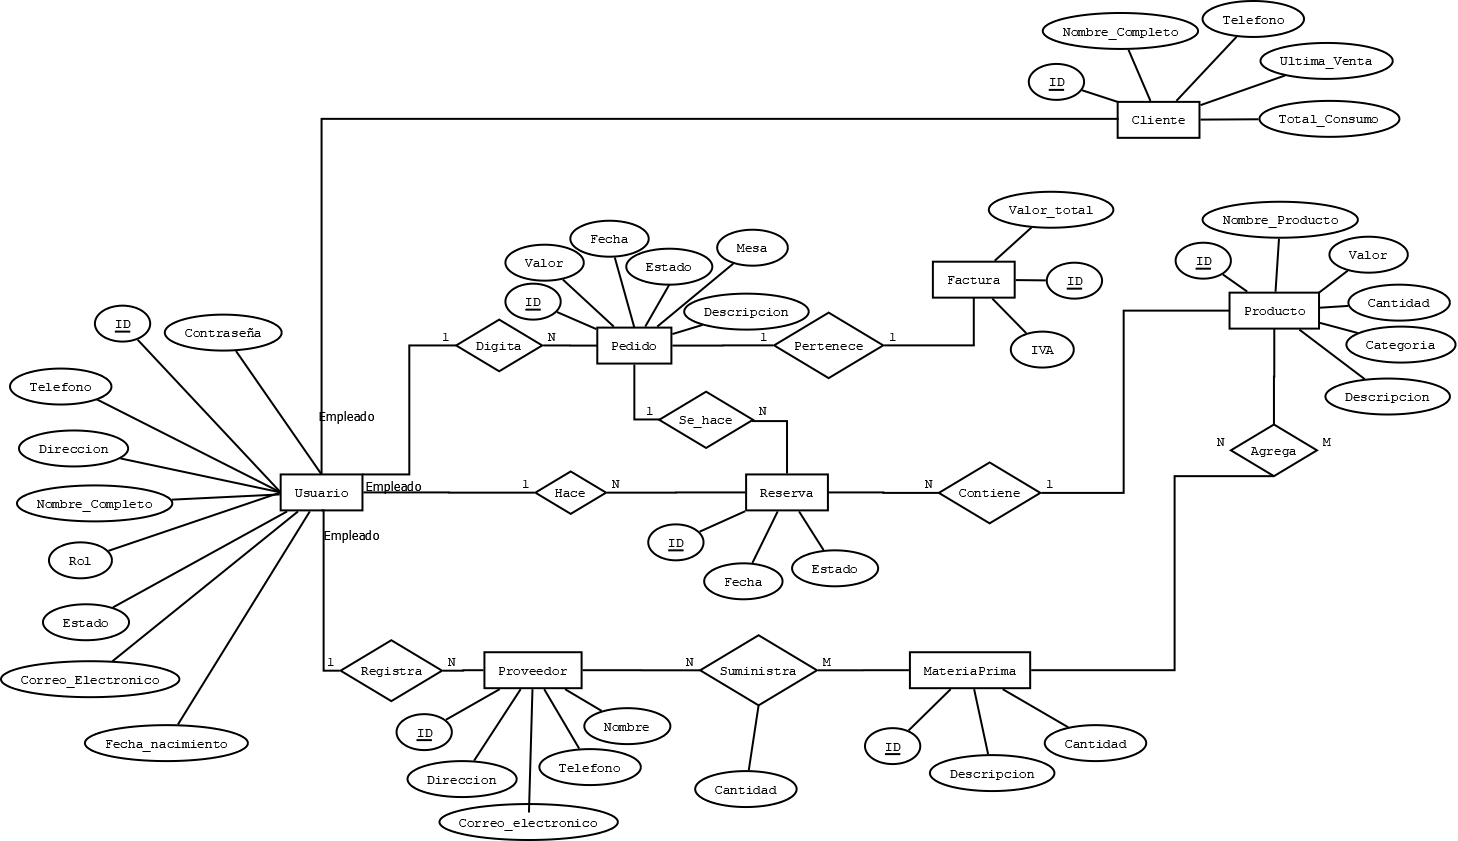 Telefono
Nombre_Completo
Ultima_Venta
ID
Total_Consumo
Cliente
Valor_total
Nombre_Producto
Fecha
Mesa
Valor
Estado
Valor
ID
Factura
ID
ID
Cantidad
Descripcion
Producto
ID
Contraseña
1
Digita
N
Pedido
1
Pertenece
1
IVA
Categoria
Telefono
Descripcion
Empleado
1
Se_hace
N
Direccion
N
Agrega
M
Empleado
1
Hace
N
Usuario
Reserva
N
Contiene
1
Nombre_Completo
Empleado
ID
Rol
Fecha
Estado
Estado
1
Registra
N
Proveedor
N
Suministra
M
MateriaPrima
Correo_Electronico
Nombre
ID
Fecha_nacimiento
ID
Cantidad
Telefono
Descripcion
Direccion
Cantidad
Correo_electronico